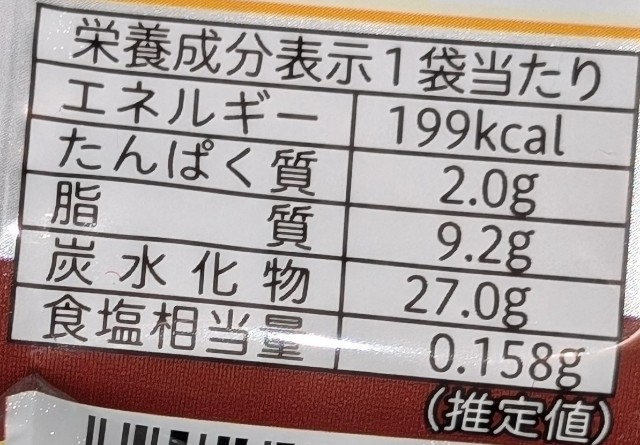 栄養成分表示1袋当たり
エネルギー 199kcal
たんぱく質 2.0g
脂質 9.2g
炭水化物 27.0g
食塩相当量 0.158g
(推定値)